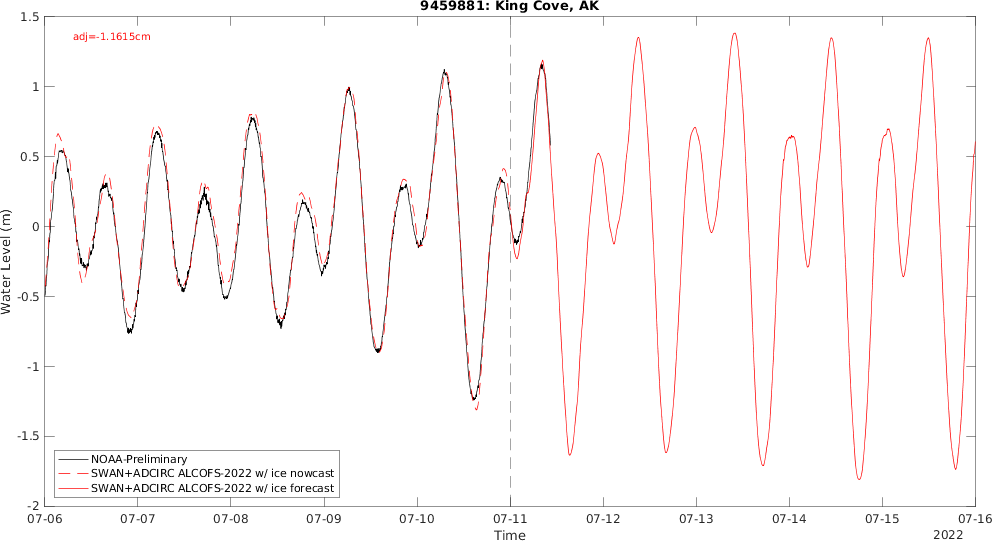 9459881: King Cove, AK
adj=-1.1615cm
1.5
1
0.5
0
-0.5
-1
-1.5
-2
Water Level (m)
NOAA-Preliminary
SWAN+ADCIRC ALCOFS-2022 w/ ice nowcast
SWAN+ADCIRC ALCOFS-2022 w/ ice forecast
07-06 07-07 07-08 07-09 07-10 07-11 07-12 07-13 07-14 07-15 07-16
Time
2022